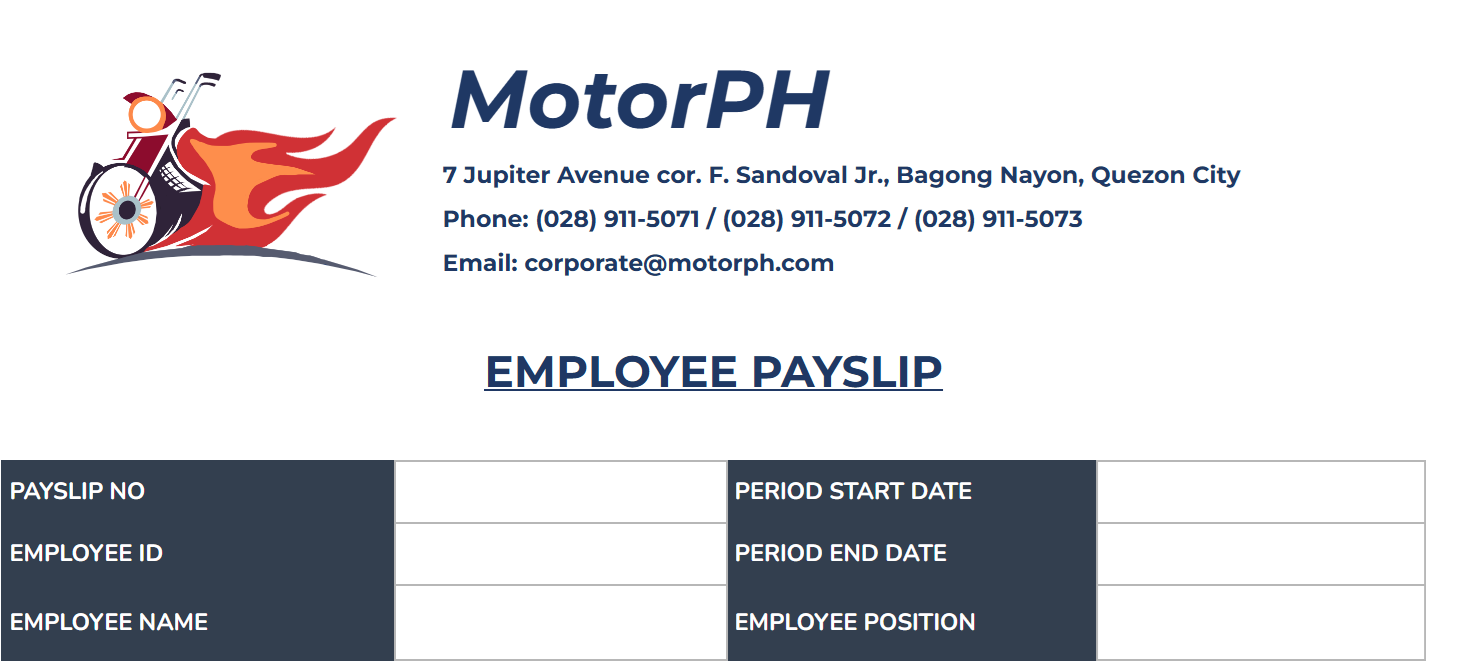 MotorPH
7 Jupiter Avenue cor. F. Sandoval Jr., Bagong Nayon, Quezon City
Phone: (028) 911-5071 / (028) 911-5072 / (028) 911-5073
Email: corporate@motorph.com
EMPLOYEE PAYSLIP
PAYSLIP NO PERIOD START DATE
EMPLOYEE ID PERIOD END DATE
EMPLOYEE NAME EMPLOYEE POSITION